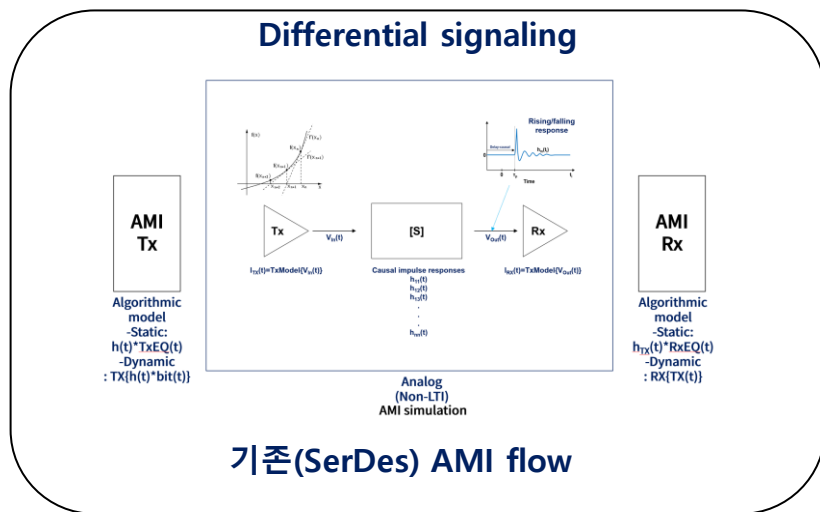 Differential signaling
Rising/falling
response
Time
AMI
Tx
Tx
V_in(t)
[S]
V_Out(t)
Rx
AMI
Rx
I_TX(t)=TxModel{V_in(t)}
Causal impulse responses
h_11(t)
h_12(t)
h_13(t)
.
.
.
h_nn(t)
I_RX(t)=TxModel{V_Out(t)}
Algorithmic
model
-Static:
h(t)*TxEQ(t)
-Dynamic
: TX{h(t)*bit(t)}
Algorithmic
model
-Static:
h_TX(t)*RxEQ(t)
-Dynamic
: RX{TX(t)}
Analog
(Non-LTI)
AMI simulation
기존(SerDes) AMI flow